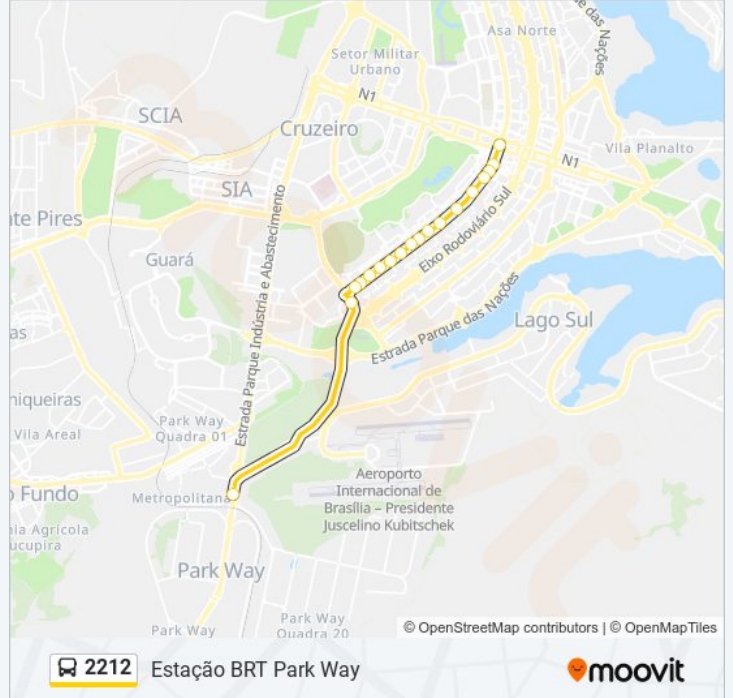 e das Nações
Asa Norte
Setor Militar
Urbano
N1
SCIA
Cruzeiro
Vila Planalto
N1
SIA
te Pires
Eixo Rodoviário Sul
Guará
Estrada Parque Indústria e Abastecimento
Estrada Parque das Nações
Lago Sul
as
niqueiras
Vila Areal
Park Way
Quadra 01
Aeroporto
Internacional de
Brasília – Presidente
Juscelino Kubitschek
o Fundo
Metropolitana
ia Agrícola
ucupira
Park Way
Park Way
Park Way
Quadra 20
© OpenStreetMap contributors | © OpenMapTiles
2212 Estação BRT Park Way
moovit